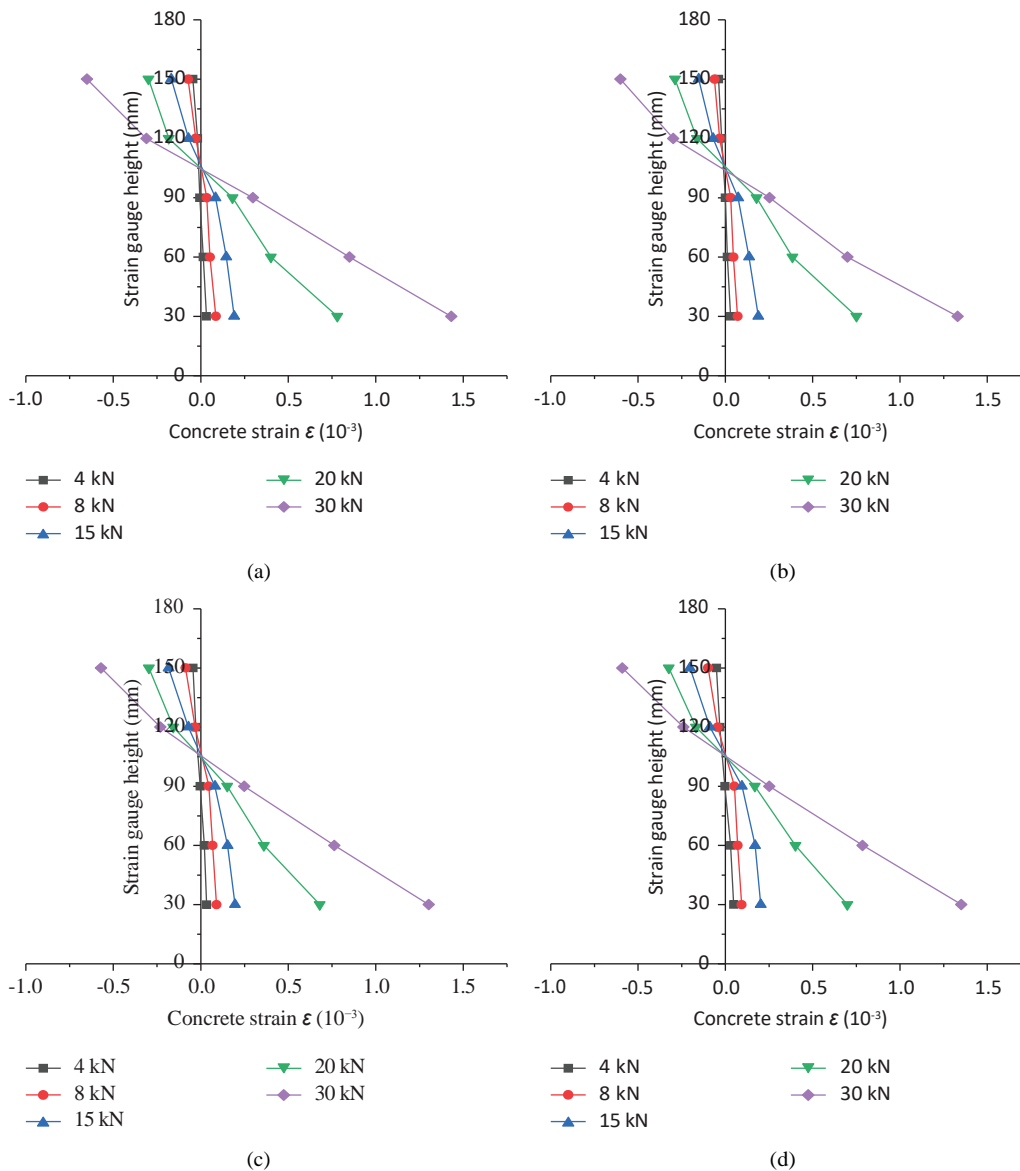 180
150
120
90
60
30
0
Strain gauge height (mm)
-1.0 -0.5 0.0 0.5 1.0 1.5
Concrete strain ε (10⁻³)
4 kN
8 kN
15 kN
20 kN
30 kN
(a)
180
150
120
90
60
30
0
Strain gauge height (mm)
-1.0 -0.5 0.0 0.5 1.0 1.5
Concrete strain ε (10⁻³)
4 kN
8 kN
15 kN
20 kN
30 kN
(b)
180
150
120
90
60
30
0
Strain gauge height (mm)
-1.0 -0.5 0.0 0.5 1.0 1.5
Concrete strain ε (10⁻³)
4 kN
8 kN
15 kN
20 kN
30 kN
(c)
180
150
120
90
60
30
0
Strain gauge height (mm)
-1.0 -0.5 0.0 0.5 1.0 1.5
Concrete strain ε (10⁻³)
4 kN
8 kN
15 kN
20 kN
30 kN
(d)